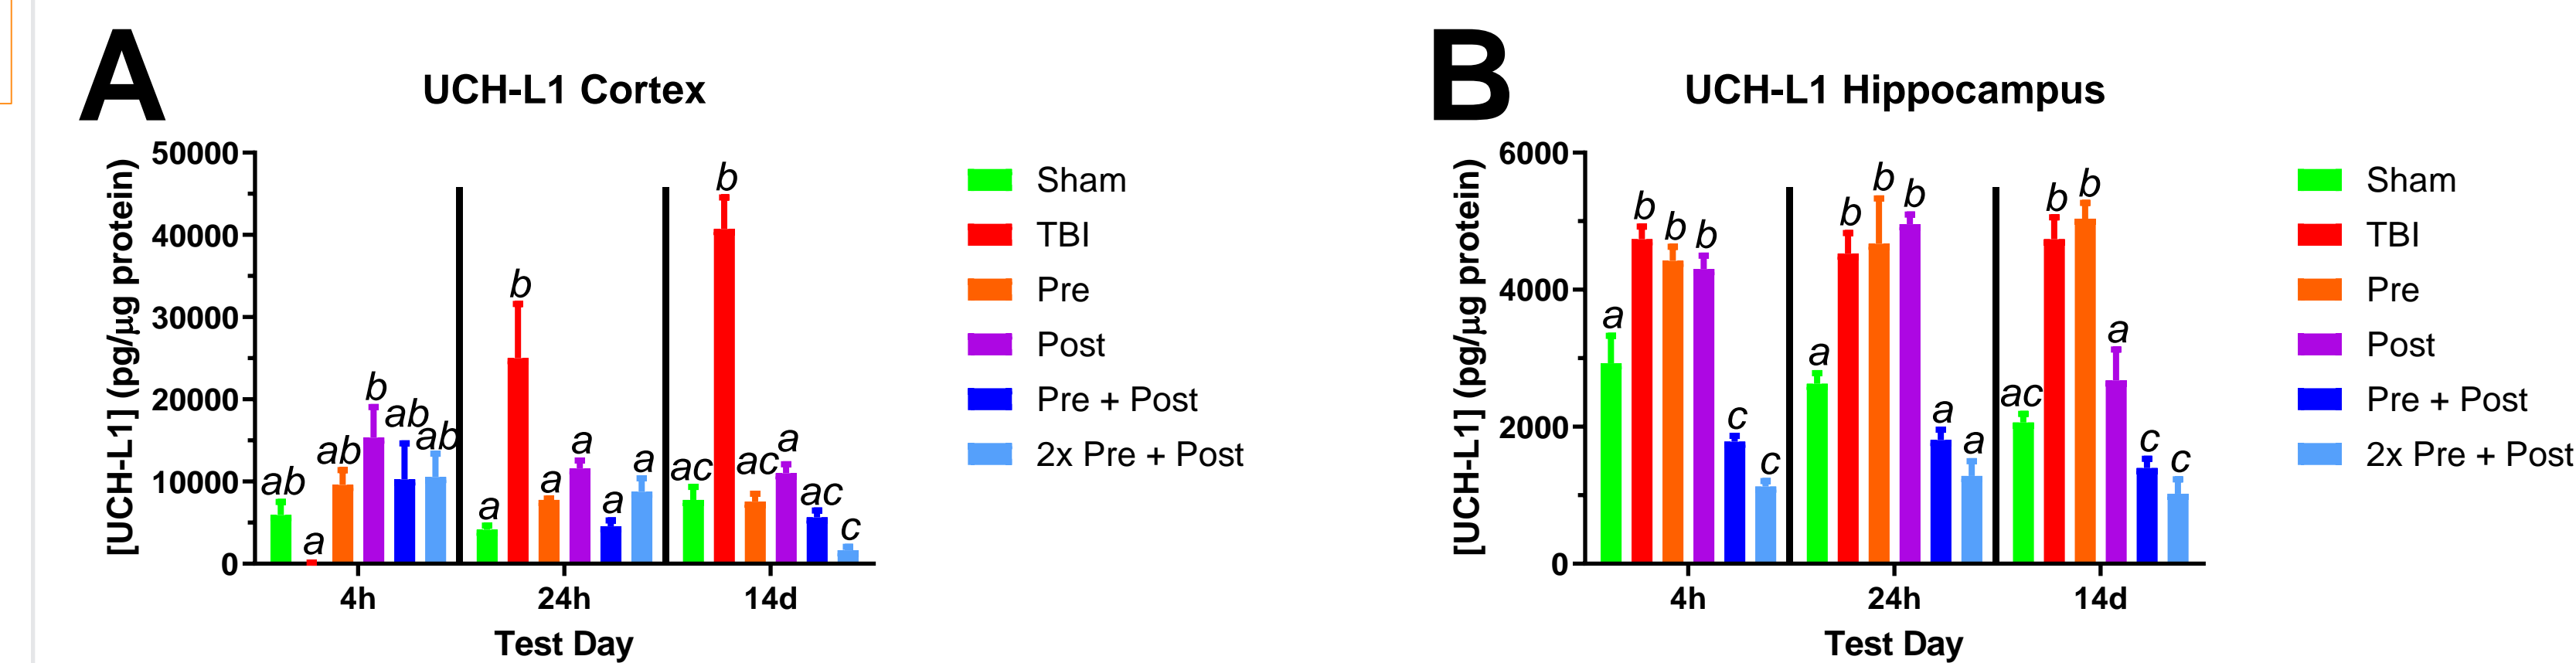 A
UCH-L1 Cortex
[UCH-L1] (pg/μg protein)
50000
40000
30000
20000
10000
0
ab
a
ab
b
ab
ab
a
b
a
a
a
a
ac
b
ac
a
ac
c
4h
24h
14d
Test Day
Sham
TBI
Pre
Post
Pre + Post
2x Pre + Post
B
UCH-L1 Hippocampus
[UCH-L1] (pg/μg protein)
6000
4000
2000
0
a
b
b
b
c
c
a
b
b
b
a
a
ac
b
b
a
c
c
4h
24h
14d
Test Day
Sham
TBI
Pre
Post
Pre + Post
2x Pre + Post